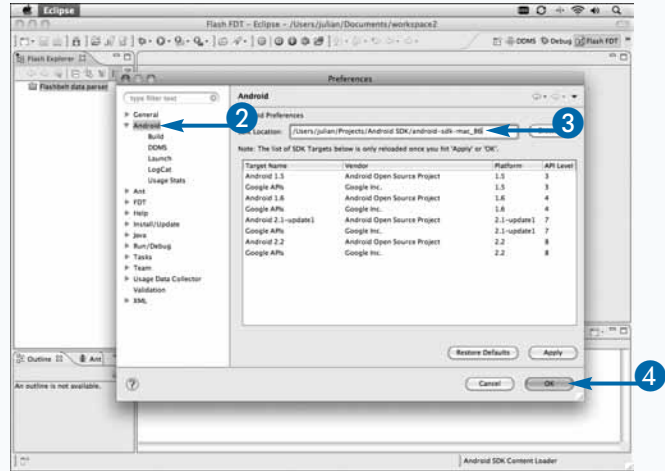 Eclipse
Flash FDT - Eclipse - /Users/julian/Documents/workspace2
DDMS Debug Flash FDT
Flash Explorer
Flashbelt data parser
Preferences
type filter text
General
Android
Build
DDMS
Launch
LogCat
Usage Stats
Ant
FDT
Help
Install/Update
Java
Run/Debug
Tasks
Team
Usage Data Collector
Validation
XML
2
Android
Preferences
Location: /Users/julian/Projects/Android SDK/android-sdk-mac_86
3
Note: The list of SDK Targets below is only reloaded once you hit 'Apply' or 'OK'.
Target Name Vendor Platform API Level
Android 1.5 Android Open Source Project 1.5 3
Google APIs Google Inc. 1.5 3
Android 1.6 Android Open Source Project 1.6 4
Google APIs Google Inc. 1.6 4
Android 2.1-update1 Android Open Source Project 2.1-update1 7
Google APIs Google Inc. 2.1-update1 7
Android 2.2 Android Open Source Project 2.2 8
Google APIs Google Inc. 2.2 8
Restore Defaults Apply
Cancel OK
4
Outline Ant
An outline is not available.
Android SDK Content Loader